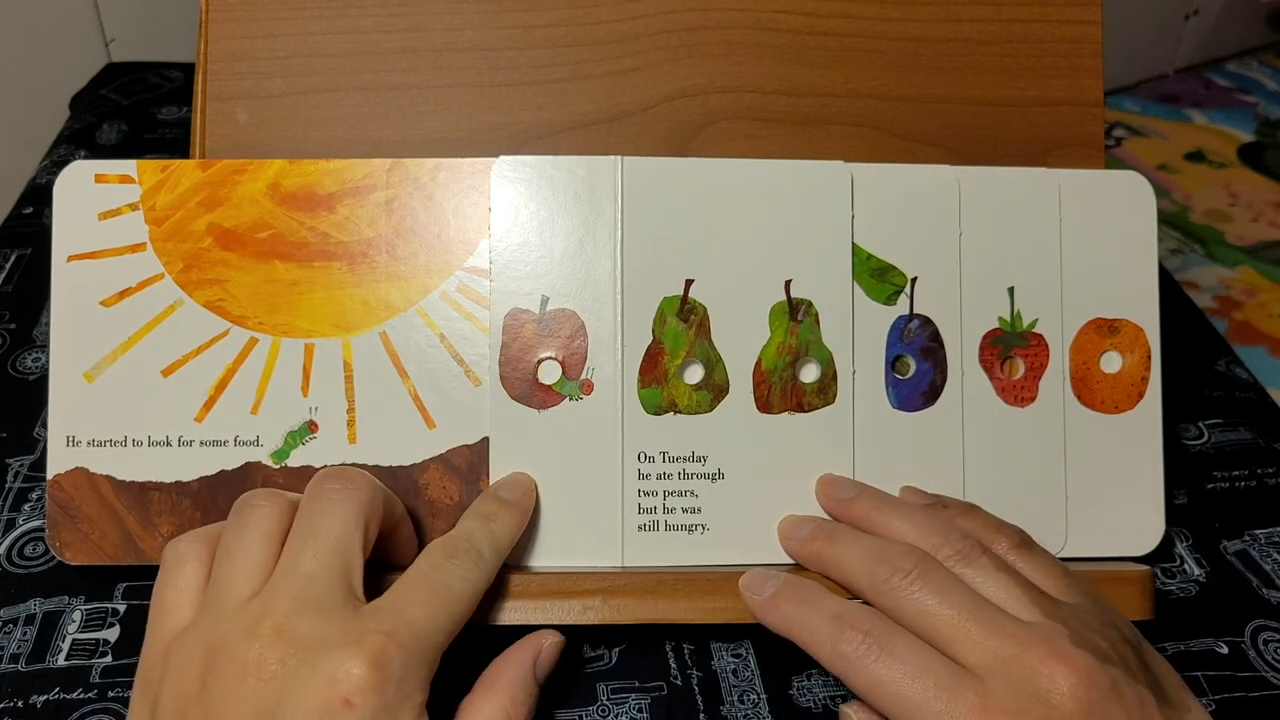 He started to look for some food.
On Tuesday
he ate through
two pears,
but he was
still hungry.